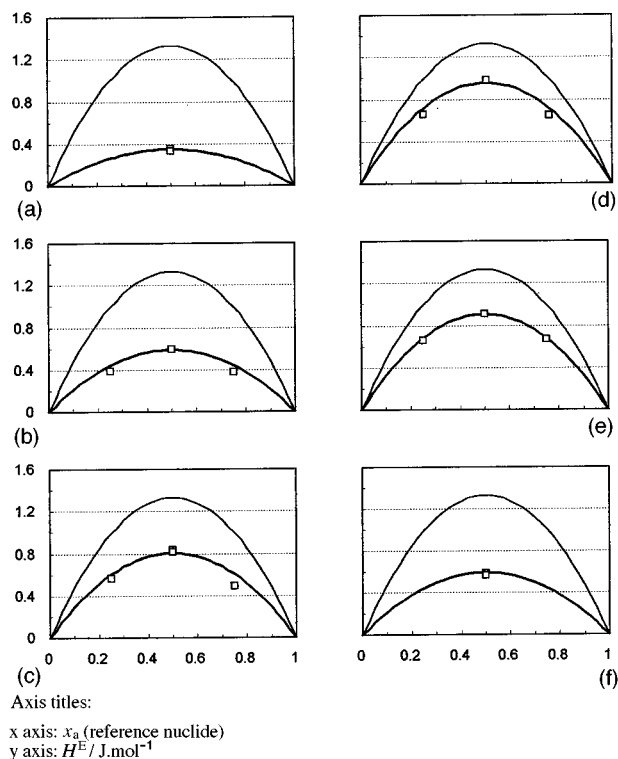 1.6
1.2
0.8
0.4
0
(a)
(d)
1.6
1.2
0.8
0.4
0
(b)
(e)
1.6
1.2
0.8
0.4
0
0 0.2 0.4 0.6 0.8 1
(c)
0 0.2 0.4 0.6 0.8 1
(f)
Axis titles:
x axis: xₐ (reference nuclide)
y axis: Hᴱ / J.mol⁻¹